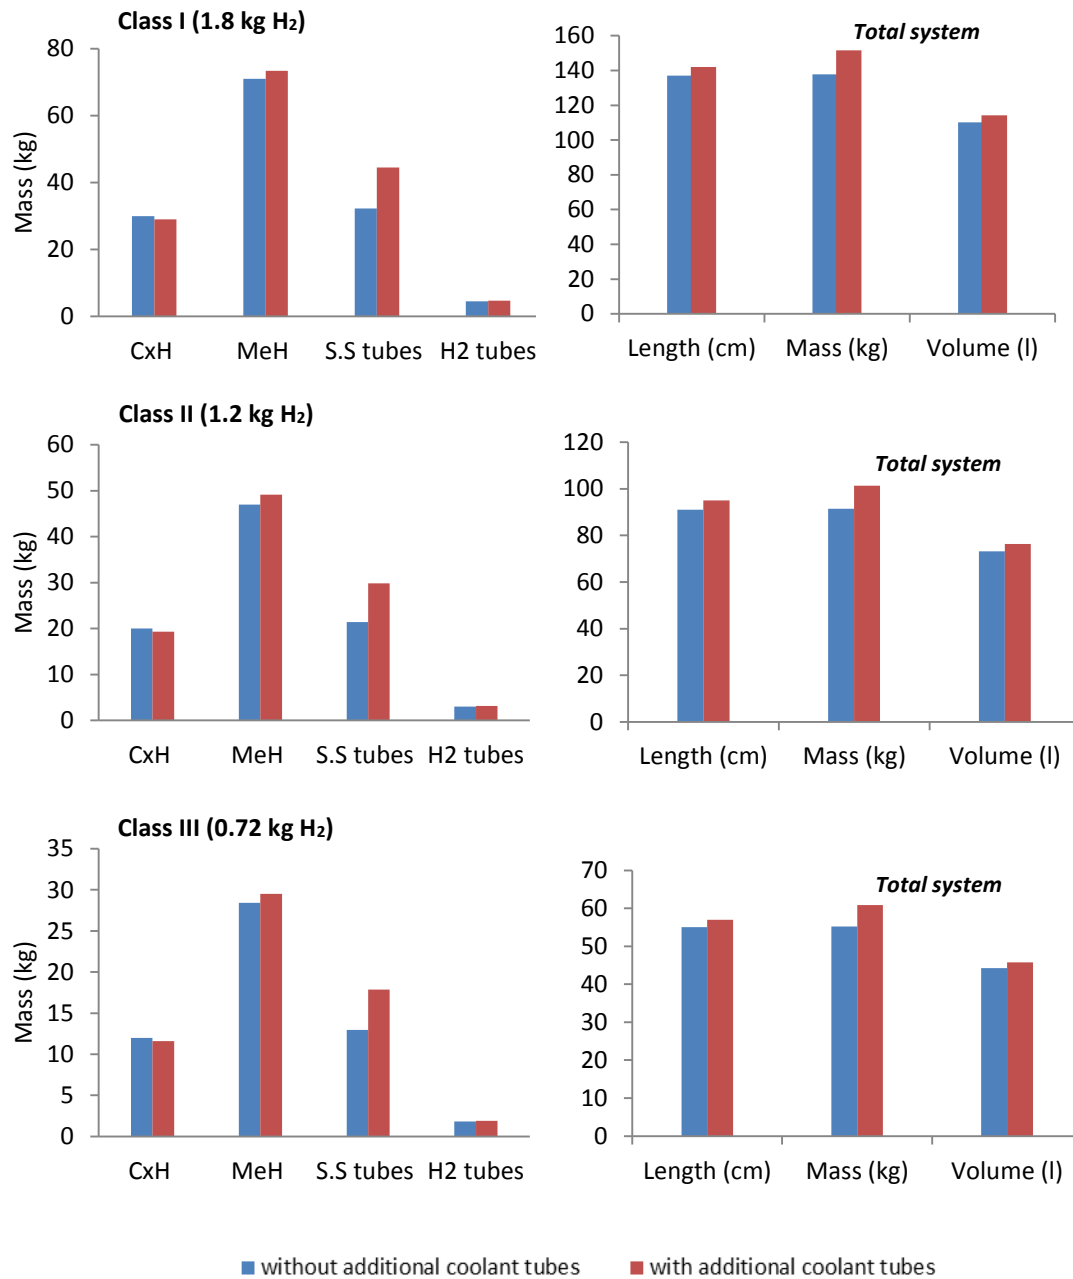 Class I (1.8 kg H2)
80
60
40
20
0
Mass (kg)
CxH MeH S.S tubes H2 tubes
Total system
160
140
120
100
80
60
40
20
0
Length (cm) Mass (kg) Volume (l)
Class II (1.2 kg H2)
60
50
40
30
20
10
0
Mass (kg)
CxH MeH S.S tubes H2 tubes
Total system
120
100
80
60
40
20
0
Length (cm) Mass (kg) Volume (l)
Class III (0.72 kg H2)
35
30
25
20
15
10
5
0
Mass (kg)
CxH MeH S.S tubes H2 tubes
Total system
70
60
50
40
30
20
10
0
Length (cm) Mass (kg) Volume (l)
without additional coolant tubes with additional coolant tubes